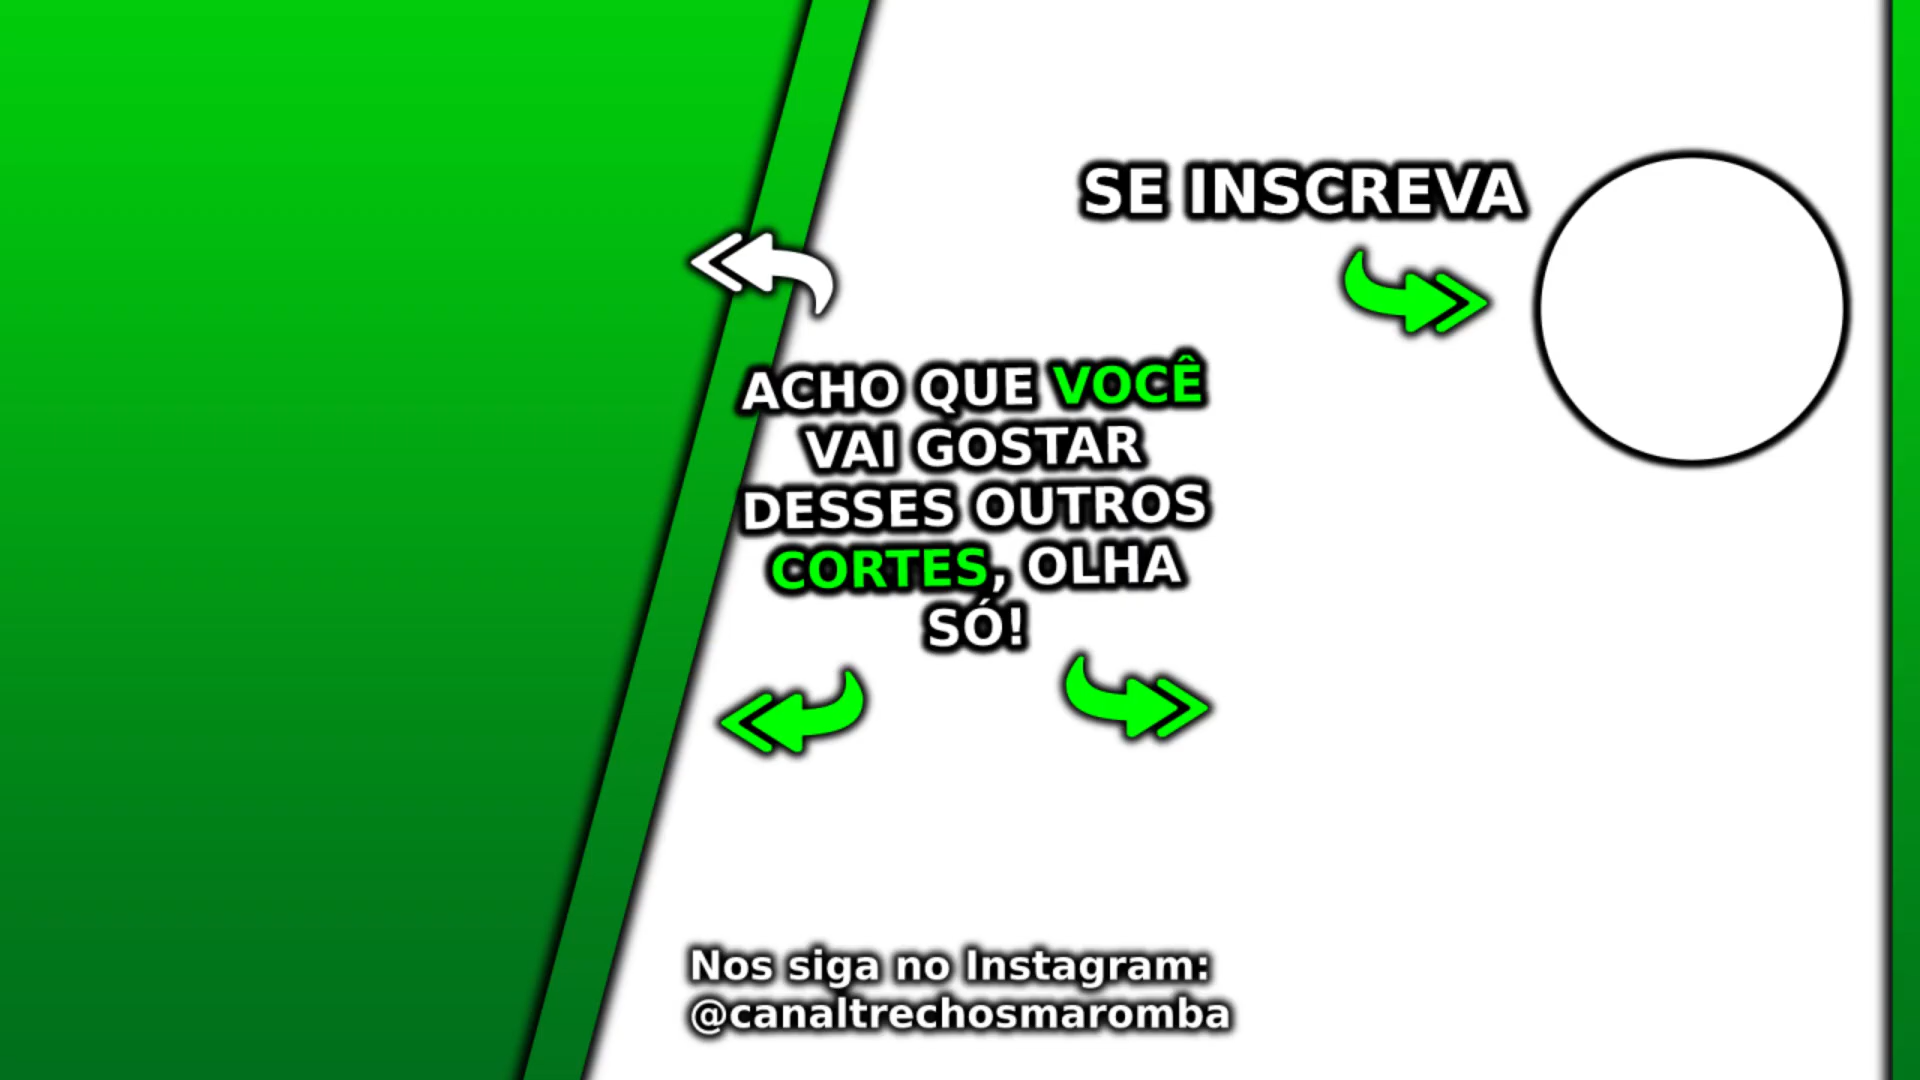 SE INSCREVA
ACHO QUE VOCÊ
VAI GOSTAR
DESSES OUTROS
CORTES, OLHA
SÓ!
Nos siga no Instagram:
@canaltrechosmaromba